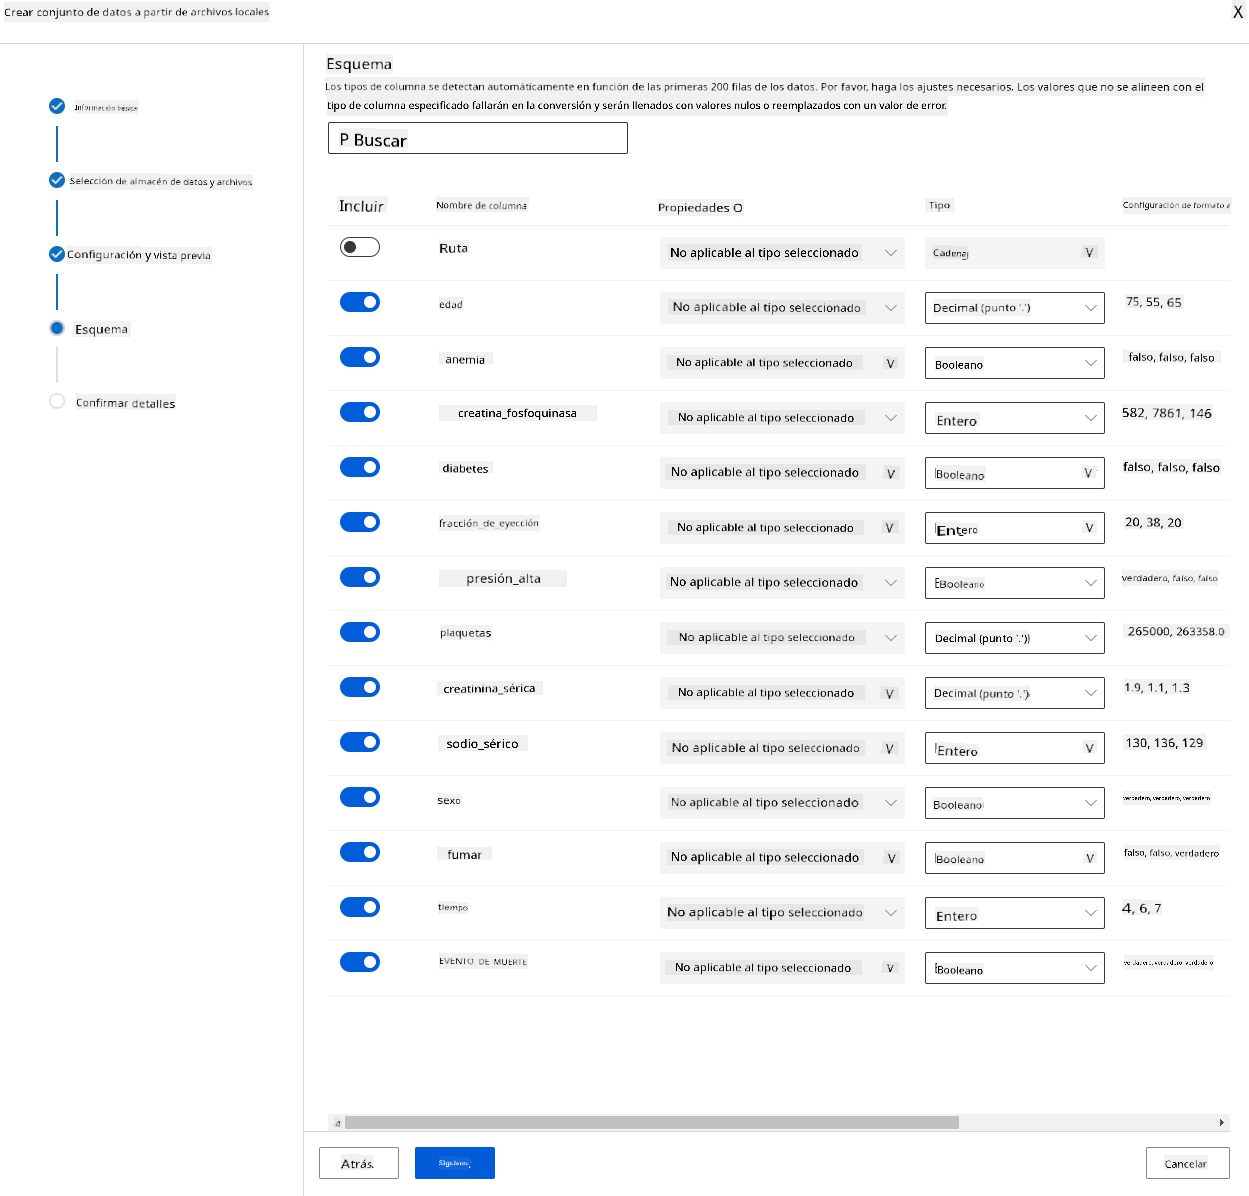 Crear conjunto de datos a partir de archivos locales
X
Información básica
Selección de almacén de datos y archivos
Configuración y vista previa
Esquema
Confirmar detalles
Esquema
Los tipos de columna se detectan automáticamente en función de las primeras 200 filas de los datos. Por favor, haga los ajustes necesarios. Los valores que no se alineen con el
tipo de columna especificado fallarán en la conversión y serán llenados con valores nulos o reemplazados con un valor de error.
P Buscar
Incluir Nombre de columna Propiedades O Tipo Configuración de formato a
Ruta No aplicable al tipo seleccionado Cadena V
edad No aplicable al tipo seleccionado Decimal (punto '.') 75, 55, 65
anemia No aplicable al tipo seleccionado V Booleano falso, falso, falso
creatina_fosfoquinasa No aplicable al tipo seleccionado Entero 582, 7861, 146
diabetes No aplicable al tipo seleccionado V Booleano V falso, falso, falso
fracción_de_eyección No aplicable al tipo seleccionado V Entero V 20, 38, 20
presión_alta No aplicable al tipo seleccionado Booleano verdadero, falso, falso
plaquetas No aplicable al tipo seleccionado Decimal (punto '.')) 265000, 263358.0
creatinina_sérica No aplicable al tipo seleccionado V Decimal (punto '.') 1.9, 1.1, 1.3
sodio_sérico No aplicable al tipo seleccionado V Entero V 130, 136, 129
sexo No aplicable al tipo seleccionado Booleano verdadero, verdadero, verdadero
fumar No aplicable al tipo seleccionado V Booleano V falso, falso, verdadero
tiempo No aplicable al tipo seleccionado Entero 4, 6, 7
EVENTO_DE_MUERTE No aplicable al tipo seleccionado V Booleano verdadero, verdadero, verdadero
Atrás. Siguiente Cancelar